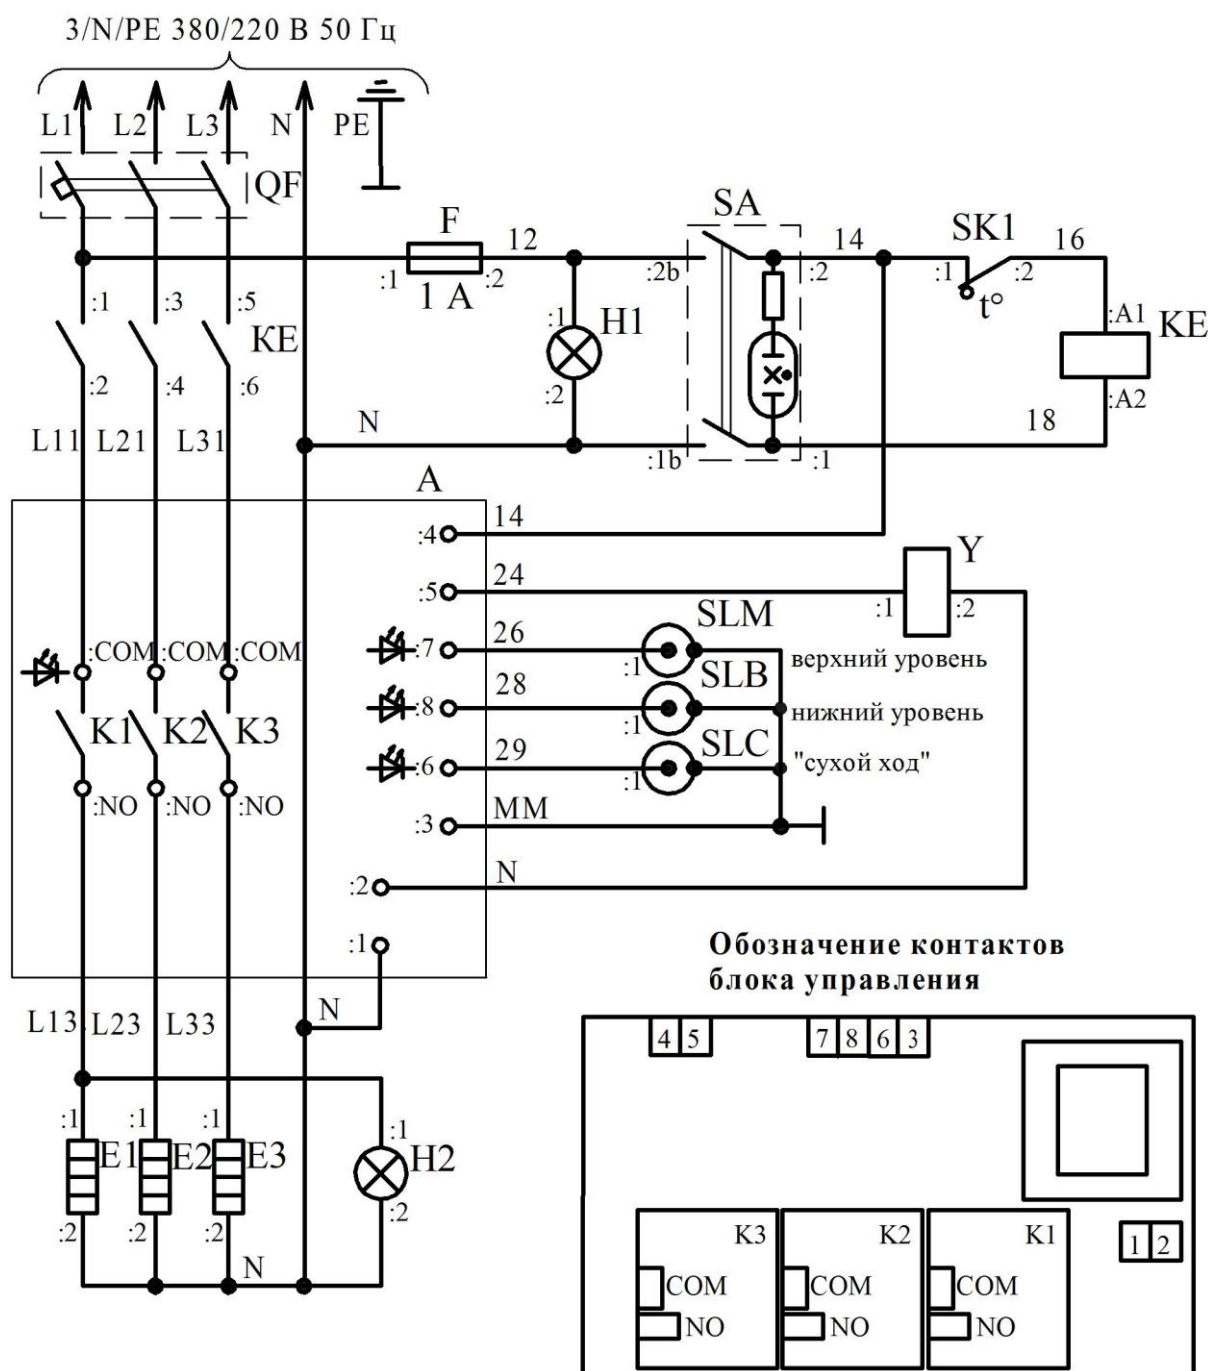 3/N/PE 380/220 В 50 Гц
L1 L2 L3 N PE
QF
F
:1 :2
1 A
12
SA
:2b :2
14
SK1
:1 :2
t°
16
:1 :3 :5
KE
:2 :4 :6
:1
H1
:2
:A1
KE
:A2
L11 L21 L31
N
:1b :1
18
A
:4 14
:5 24
Y
:1 :2
:7 26
SLM
:1
верхний уровень
:8 28
SLB
:1
нижний уровень
:6 29
SLC
:1
"сухой ход"
:3 MM
:2 N
:1
:COM :COM :COM
K1 K2 K3
:NO :NO :NO
N
L13 L23 L33
:1 :1 :1
E1 E2 E3
:2 :2 :2
:1
H2
:2
N
Обозначение контактов
блока управления
4 5 7 8 6 3
1 2
K3 K2 K1
COM COM COM
NO NO NO